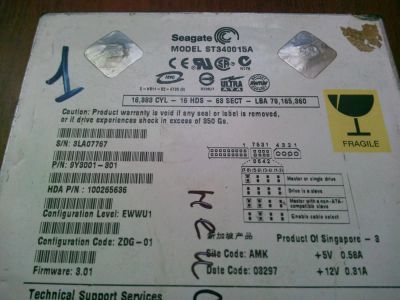 Seagate
MODEL ST340015A
1
16,383 CYL - 16 HDS - 63 SECT - LBA 78,165,360
Caution: Product warranty is void if any seal or label is removed,
or if drive experiences shock in excess of 350 Gs.
S/N: 3LA07767
P/N: 9Y3001-301
HDA P/N: 100255636
Configuration Level: EWWU1
Configuration Code: ZDG-01
Firmware: 3.01
Master or single drive
Drive is a slave
Master with a non-ATA-
compatible slave
Enable cable select
FRAGILE
新加坡产品
Product Of Singapore - 3
Site Code: AMK
+5V 0.58A
Date Code: 03297
+12V 0.31A
Technical Support Services